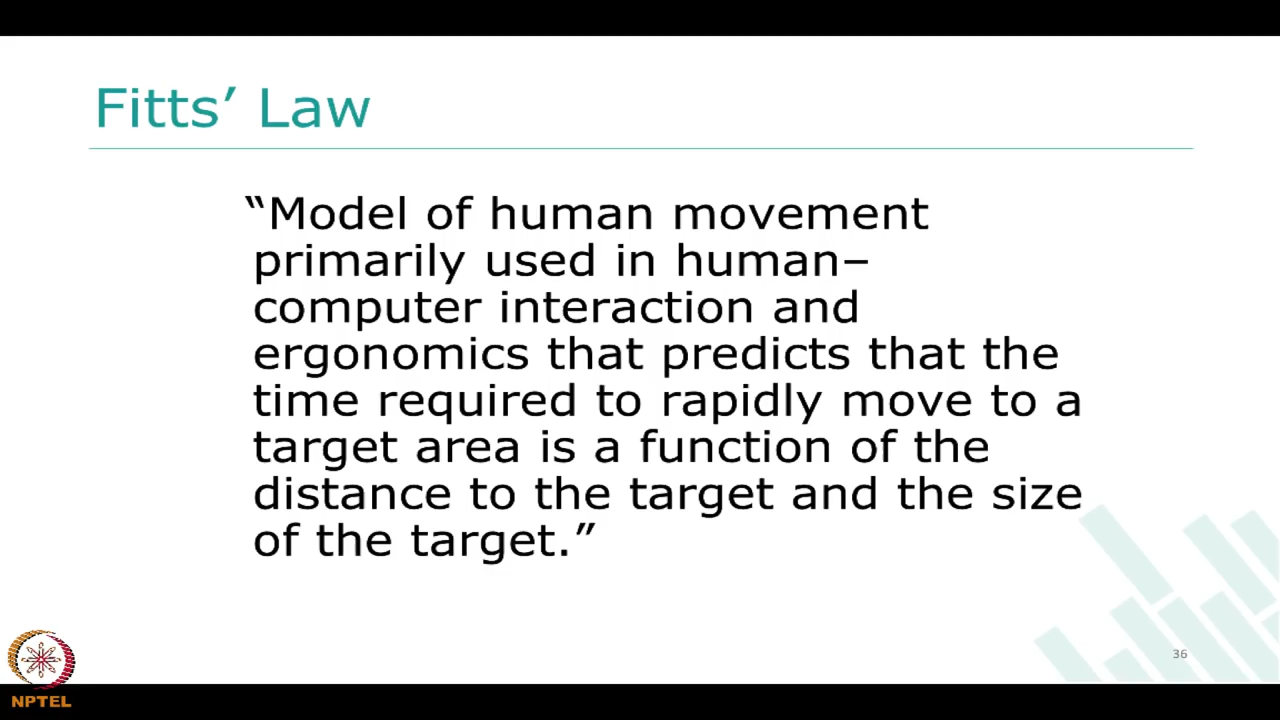 Fitts’ Law
“Model of human movement
primarily used in human–
computer interaction and
ergonomics that predicts that the
time required to rapidly move to a
target area is a function of the
distance to the target and the size
of the target.”
36
NPTEL